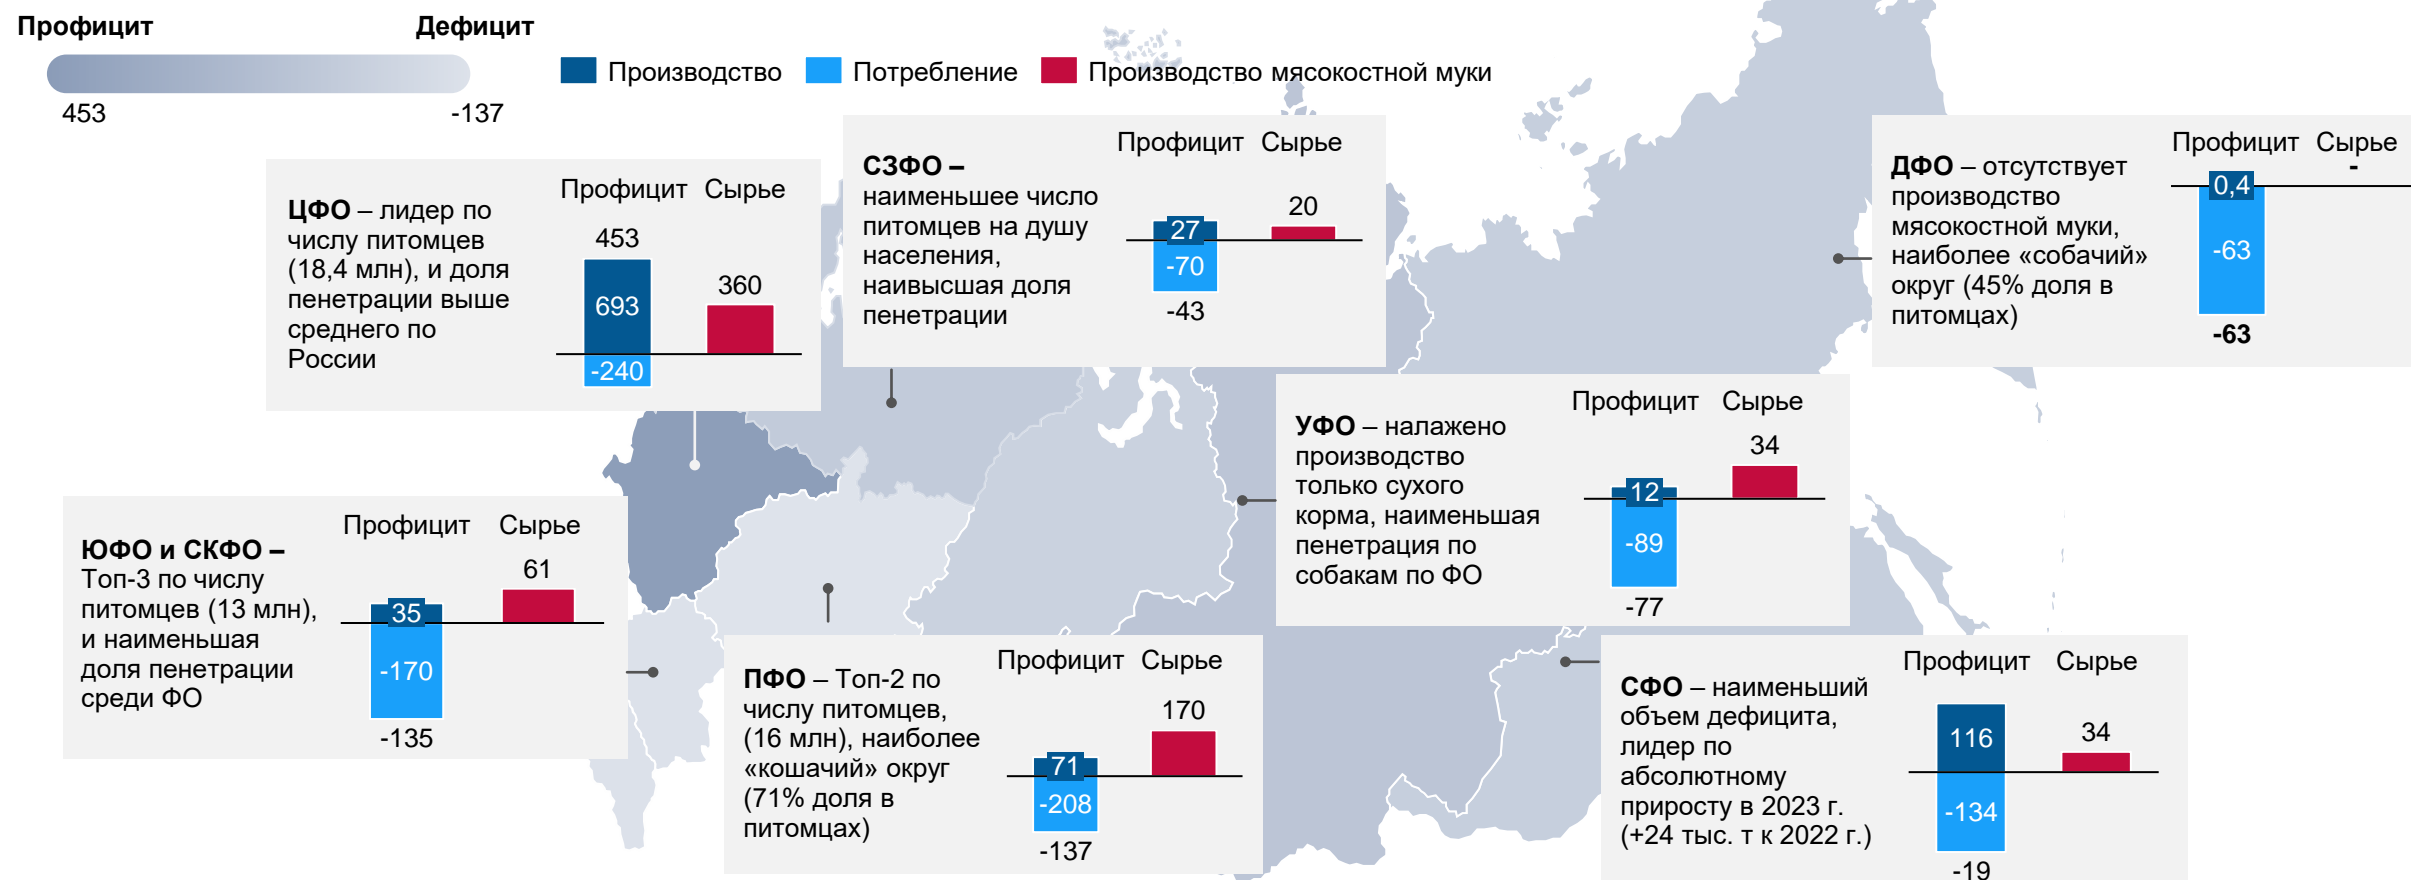 Профицит Дефицит
453 -137
Производство Потребление Производство мясокостной муки
ЦФО – лидер по
числу питомцев
(18,4 млн), и доля
пенетрации выше
среднего по
России
Профицит Сырье
453
693
-240
360
СЗФО –
наименьшее число
питомцев на душу
населения,
наивысшая доля
пенетрации
Профицит Сырье
27
-70
-43
20
ДФО – отсутствует
производство
мясокостной муки,
наиболее «собачий»
округ (45% доля в
питомцах)
Профицит Сырье
0,4
-63
-63
-
УФО – налажено
производство
только сухого
корма, наименьшая
пенетрация по
собакам по ФО
Профицит Сырье
12
-89
-77
34
ЮФО и СКФО –
Топ-3 по числу
питомцев (13 млн),
и наименьшая
доля пенетрации
среди ФО
Профицит Сырье
35
-170
-135
61
ПФО – Топ-2 по
числу питомцев,
(16 млн), наиболее
«кошачий» округ
(71% доля в
питомцах)
Профицит Сырье
71
-208
-137
170
СФО – наименьший
объем дефицита,
лидер по
абсолютному
приросту в 2023 г.
(+24 тыс. т к 2022 г.)
Профицит Сырье
116
-134
-19
34